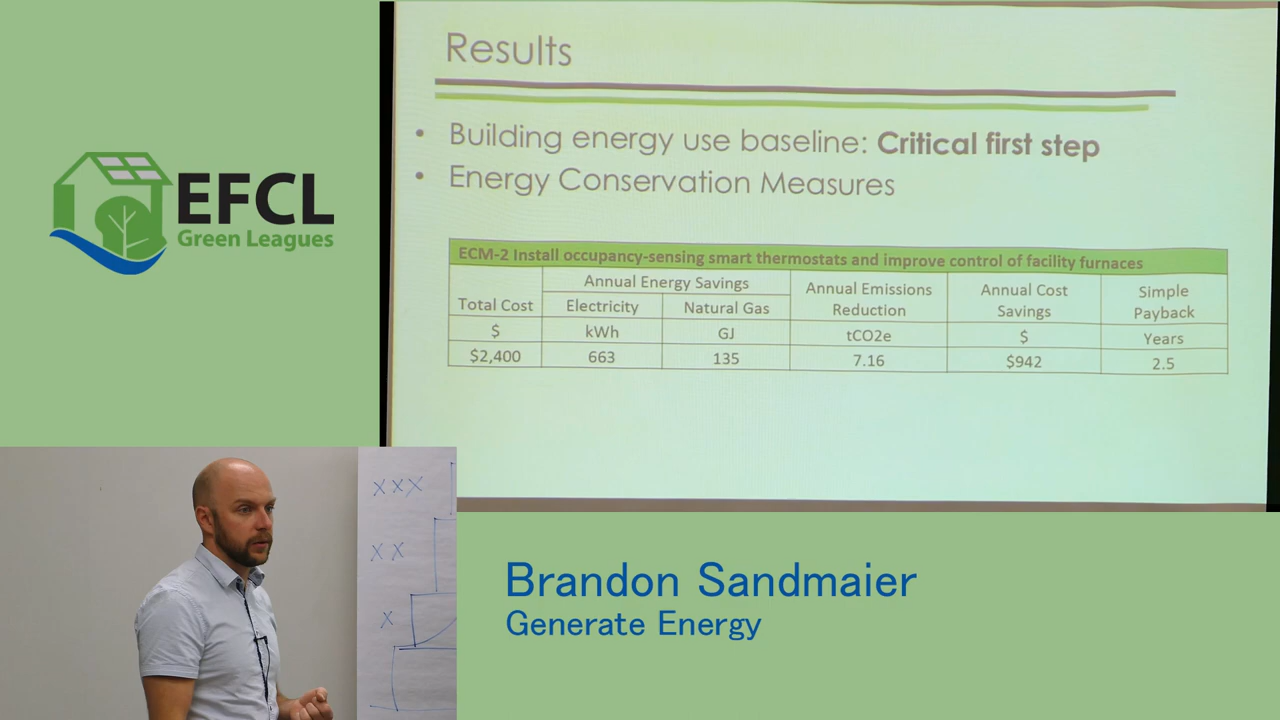 Results
• Building energy use baseline: Critical first step
• Energy Conservation Measures
ECM-2 Install occupancy-sensing smart thermostats and improve control of facility furnaces
Total Cost Annual Energy Savings Annual Emissions Reduction Annual Cost Savings Simple Payback
Electricity Natural Gas
$ kWh GJ tCO2e $ Years
$2,400 663 135 7.16 $942 2.5
EFCL
Green Leagues
XXX
XX
X
Brandon Sandmaier
Generate Energy